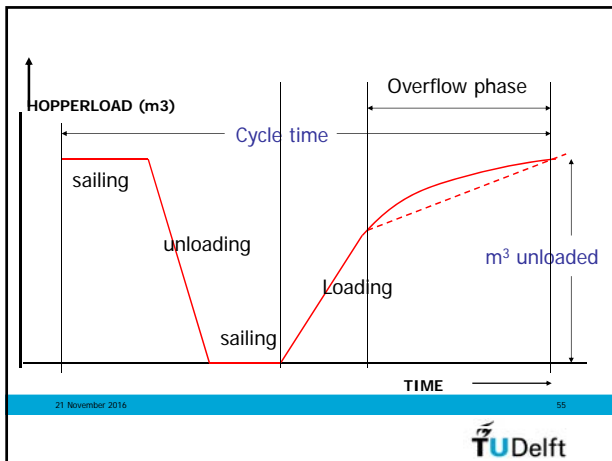 Overflow phase
HOPPERLOAD (m3)
Cycle time
sailing
unloading
m³ unloaded
Loading
sailing
TIME
21 November 2016
55
TUDelft